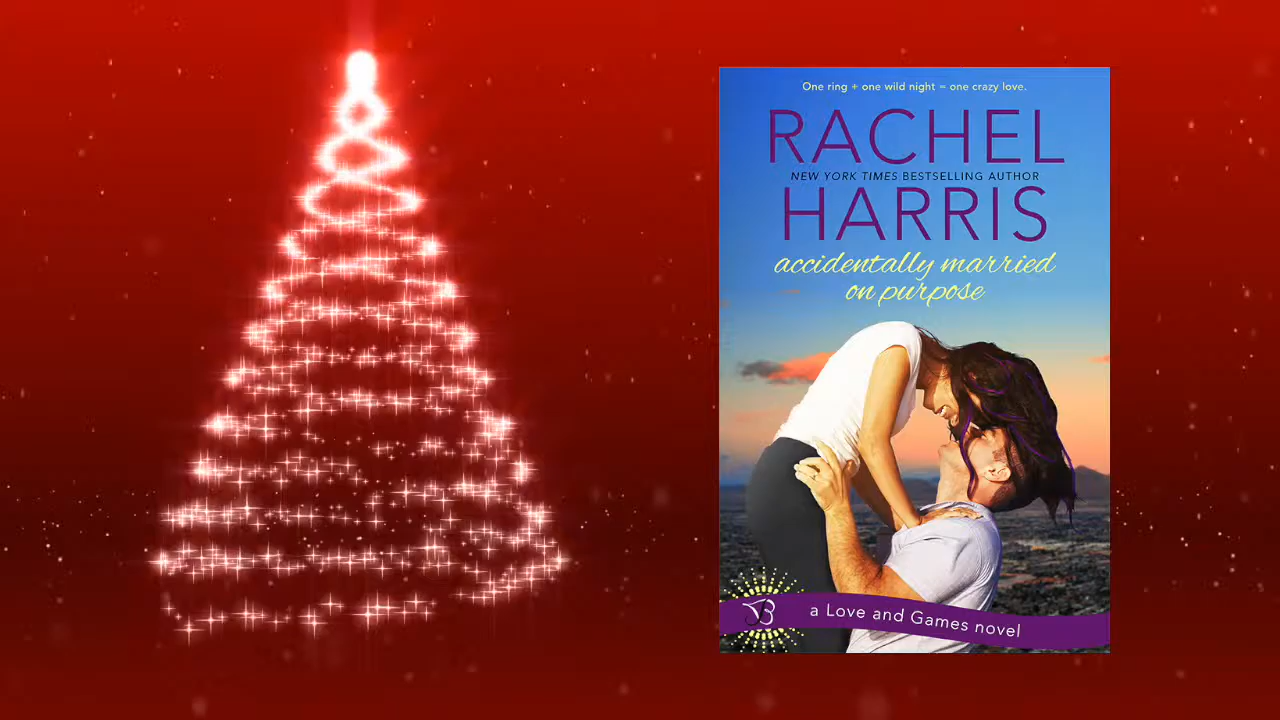 One ring + one wild night = one crazy love.
RACHEL
NEW YORK TIMES BESTSELLING AUTHOR
HARRIS
accidentally married
on purpose
B
a Love and Games novel